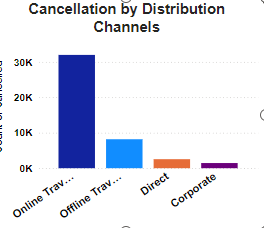 Cancellation by Distribution
Channels
30K
20K
10K
0K
Online Trav...
Offline Trav...
Direct
Corporate